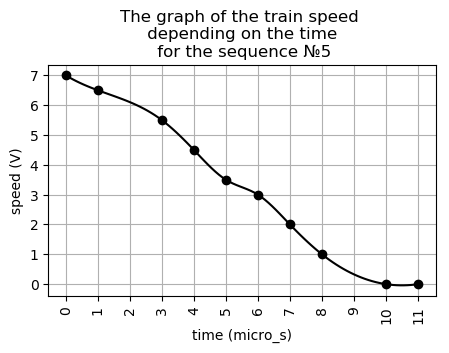 The graph of the train speed
depending on the time
for the sequence №5
7
6
5
4
3
2
1
0
speed (V)
0 1 2 3 4 5 6 7 8 9 10 11
time (micro_s)